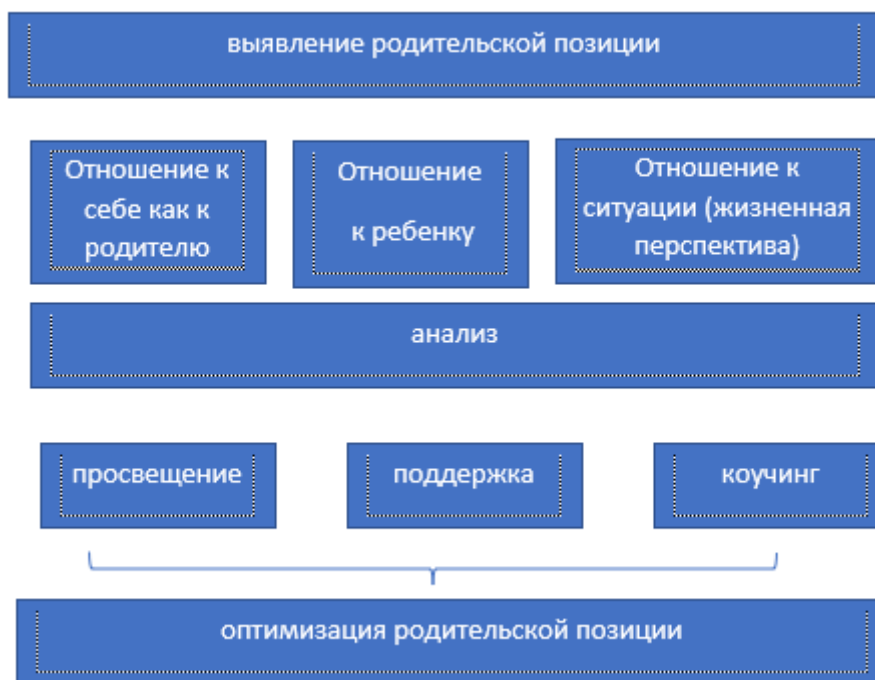 выявление родительской позиции
Отношение к
себе как к
родителю
Отношение
к ребенку
Отношение к
ситуации (жизненная
перспектива)
анализ
просвещение
поддержка
коучинг
оптимизация родительской позиции